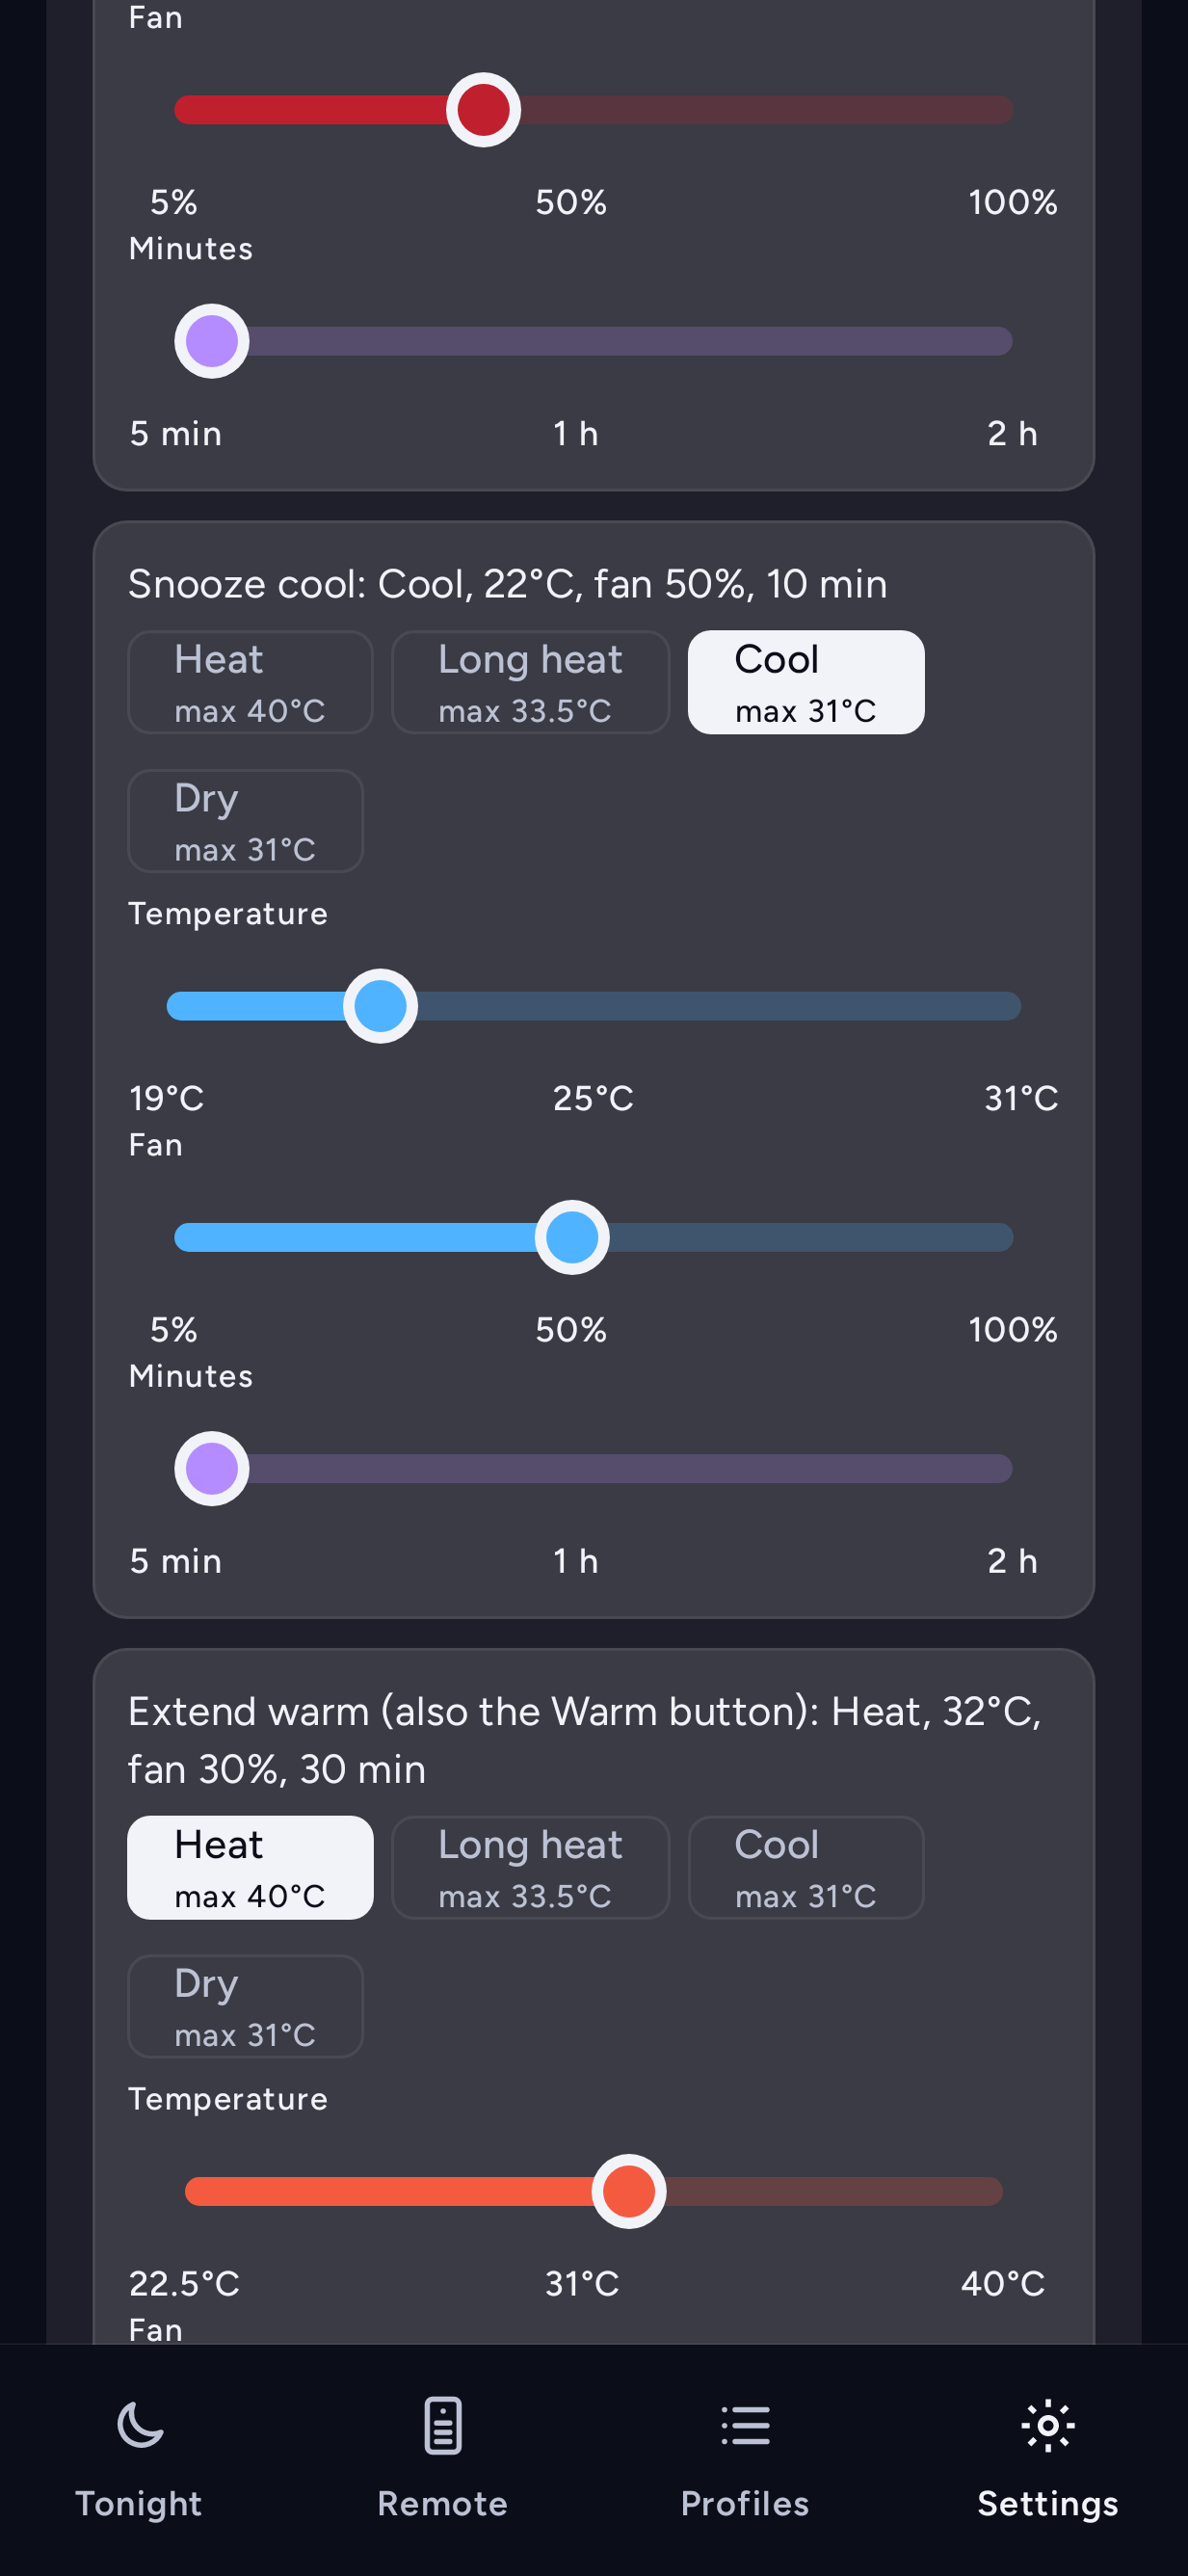 Fan
5% 50% 100%
Minutes
5 min 1 h 2 h
Snooze cool: Cool, 22°C, fan 50%, 10 min
Heat Long heat Cool
max 40°C max 33.5°C max 31°C
Dry
max 31°C
Temperature
19°C 25°C 31°C
Fan
5% 50% 100%
Minutes
5 min 1 h 2 h
Extend warm (also the Warm button): Heat, 32°C,
fan 30%, 30 min
Heat Long heat Cool
max 40°C max 33.5°C max 31°C
Dry
max 31°C
Temperature
22.5°C 31°C 40°C
Fan
Tonight Remote Profiles Settings